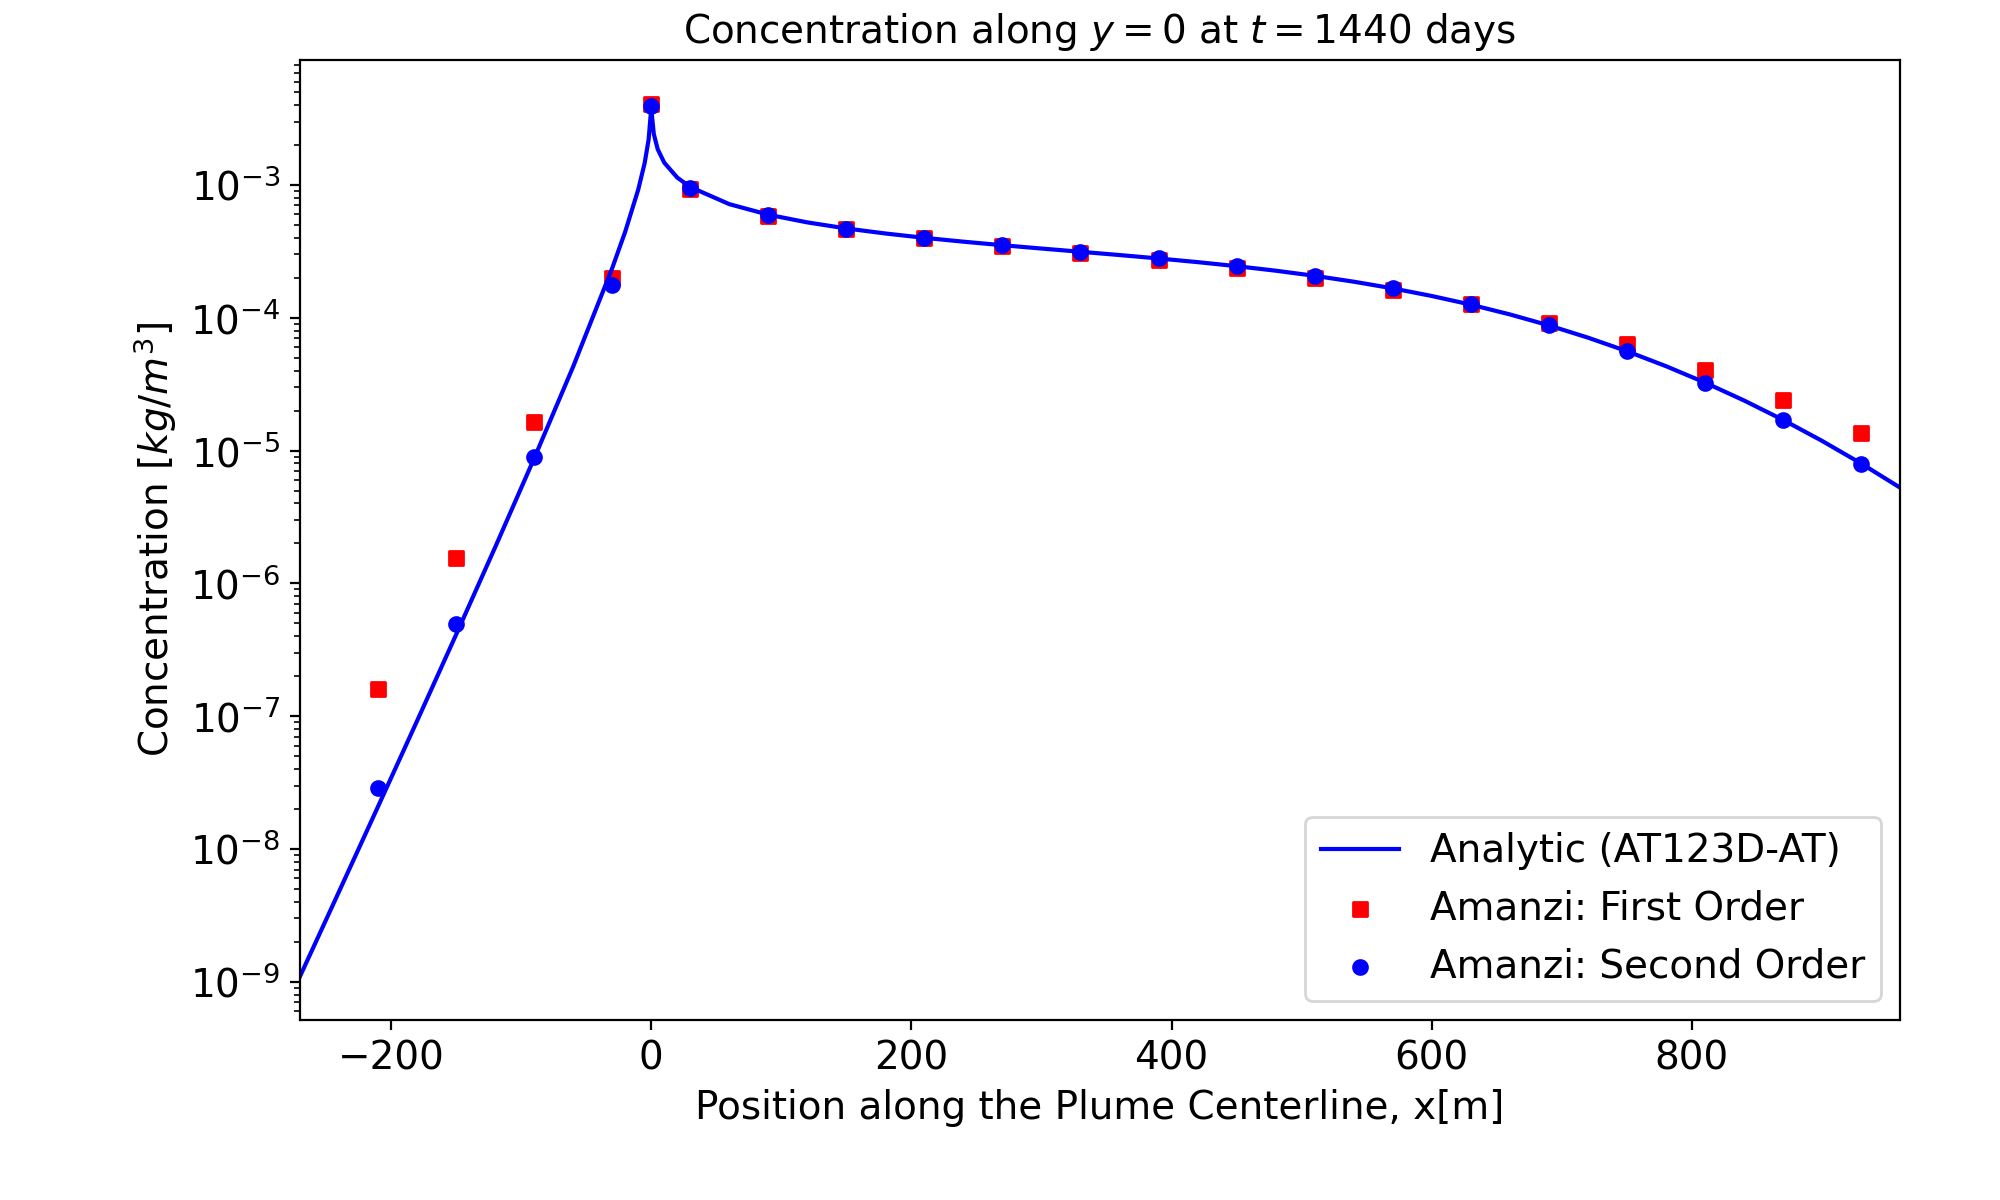 Concentration along y = 0 at t = 1440 days
Concentration [kg/m³]
10⁻³
10⁻⁴
10⁻⁵
10⁻⁶
10⁻⁷
10⁻⁸
10⁻⁹
Analytic (AT123D-AT)
Amanzi: First Order
Amanzi: Second Order
−200 0 200 400 600 800
Position along the Plume Centerline, x[m]